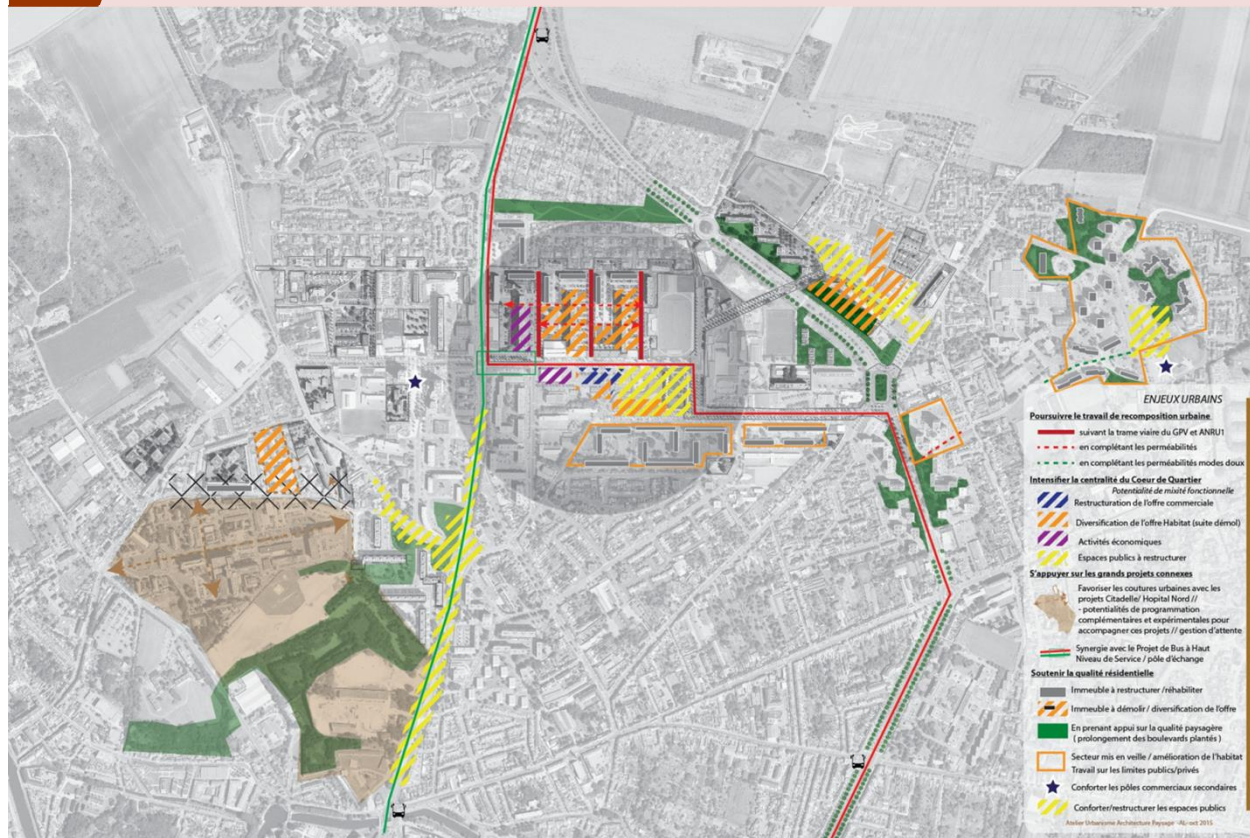 ENJEUX URBAINS
Poursuivre le travail de recomposition urbaine
suivant la trame viaire du GPV et ANRU1
en complétant les perméabilités
en complétant les perméabilités modes doux
Intensifier la centralité du Coeur de Quartier
Potentialité de mixité fonctionnelle
Restructuration de l'offre commerciale
Diversification de l'offre Habitat (suite démol)
Activités économiques
Espaces publics à restructurer
S'appuyer sur les grands projets connexes
Favoriser les coutures urbaines avec les
projets Citadelle/ Hopital Nord //
- potentialités de programmation
complémentaires et expérimentales pour
accompagner ces projets // gestion d'attente
Synergie avec le Projet de Bus à Haut
Niveau de Service / pôle d'échange
Soutenir la qualité résidentielle
Immeuble à restructurer /réhabiliter
Immeuble à démolir / diversification de l'offre
En prenant appui sur la qualité paysagère
( prolongement des boulevards plantés )
Secteur mis en veille / amélioration de l'habitat
Travail sur les limites publics/privés
Conforter les pôles commerciaux secondaires
Conforter/restructurer les espaces publics
Atelier Urbanisme Architecture Paysage - AL- oct 2015